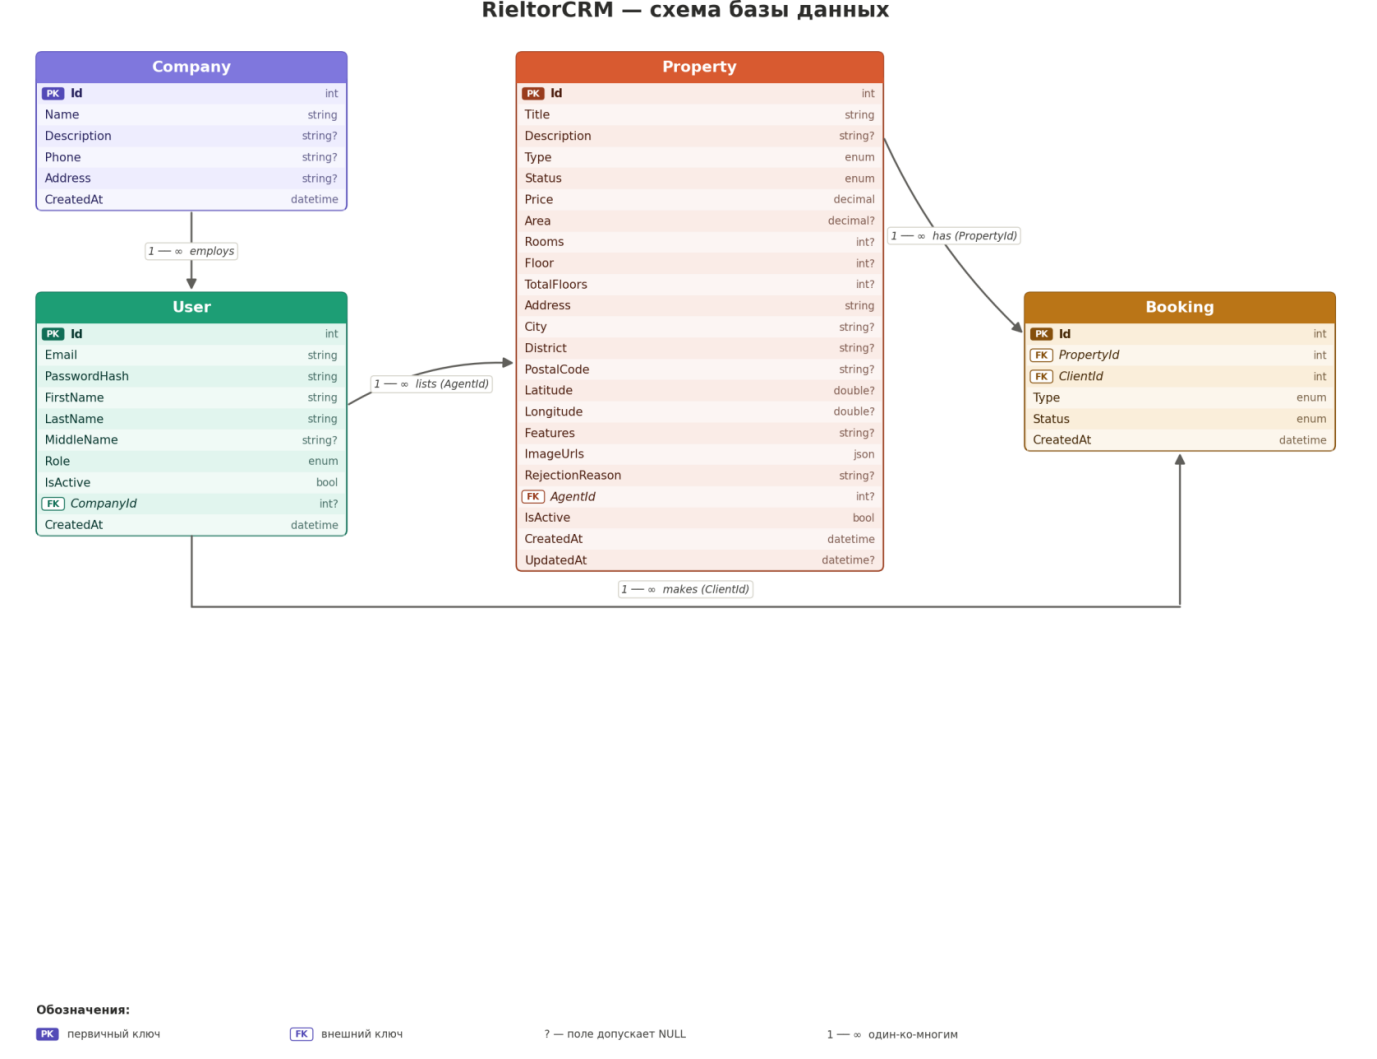 RieltorCRM — схема базы данных
Company
PK Id int
Name string
Description string?
Phone string?
Address string?
CreatedAt datetime
1 — ∞ employs
User
PK Id int
Email string
PasswordHash string
FirstName string
LastName string
MiddleName string?
Role enum
IsActive bool
FK CompanyId int?
CreatedAt datetime
1 — ∞ lists (AgentId)
Property
PK Id int
Title string
Description string?
Type enum
Status enum
Price decimal
Area decimal?
Rooms int?
Floor int?
TotalFloors int?
Address string
City string?
District string?
PostalCode string?
Latitude double?
Longitude double?
Features string?
ImageUrls json
RejectionReason string?
FK AgentId int?
IsActive bool
CreatedAt datetime
UpdatedAt datetime?
1 — ∞ has (PropertyId)
Booking
PK Id int
FK PropertyId int
FK ClientId int
Type enum
Status enum
CreatedAt datetime
1 — ∞ makes (ClientId)
Обозначения:
PK первичный ключ
FK внешний ключ
? — поле допускает NULL
1 — ∞ один-ко-многим